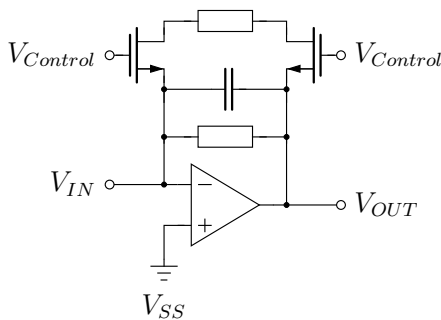 V_Control V_Control
V_IN
−
+
V_OUT
V_SS